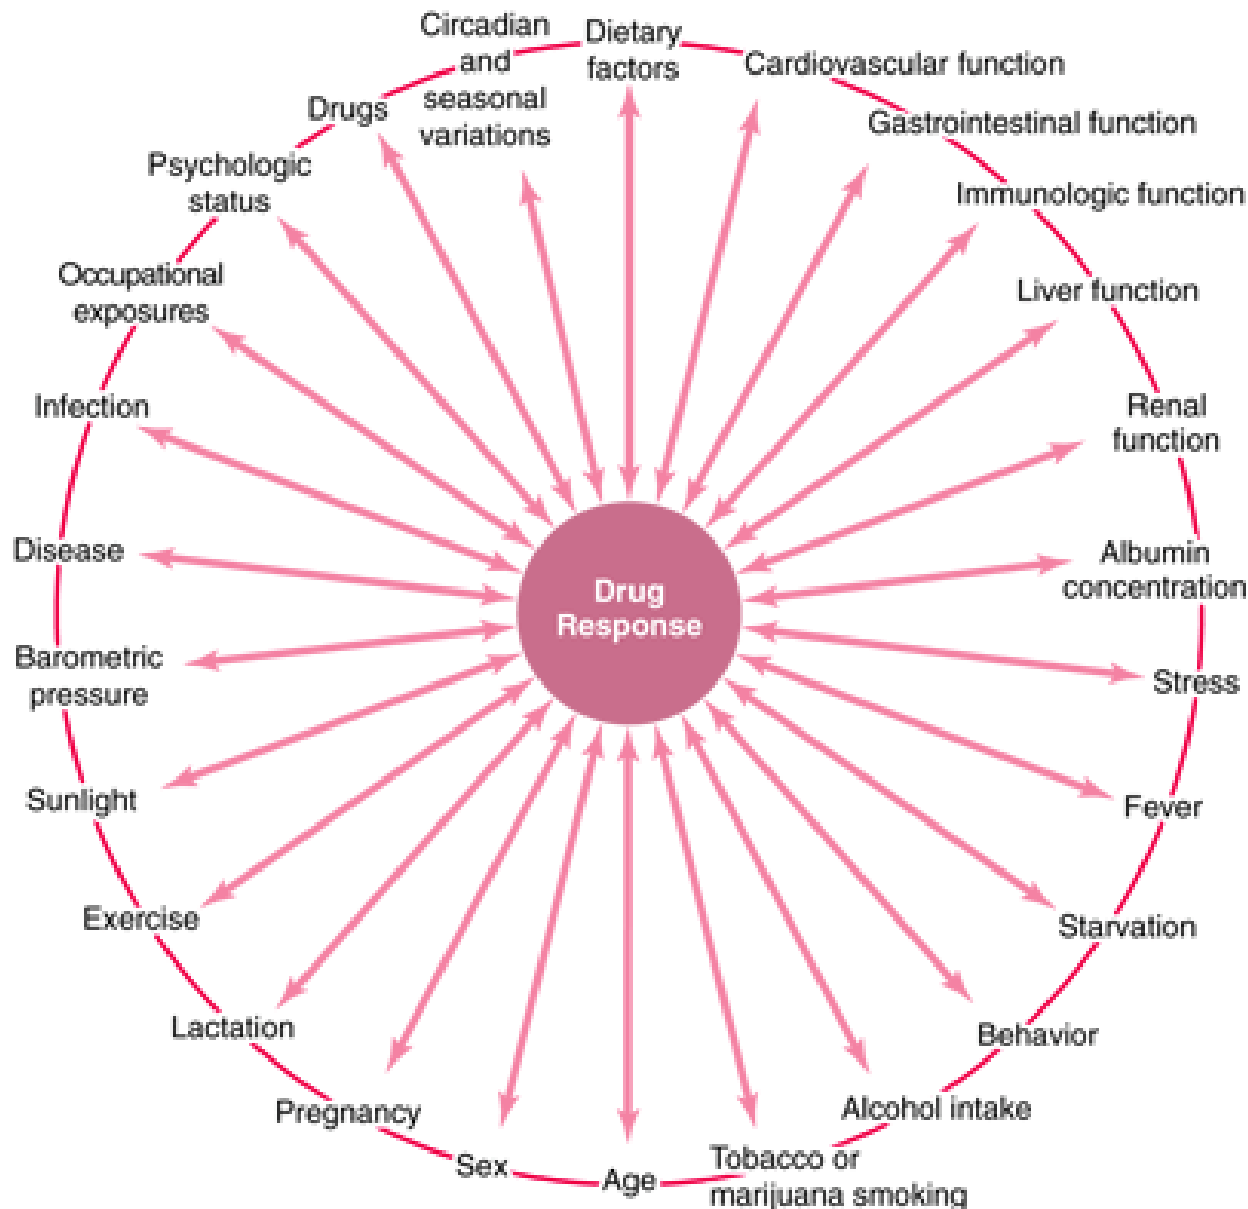 Circadian
and
seasonal
variations
Dietary
factors
Cardiovascular function
Gastrointestinal function
Immunologic function
Liver function
Renal
function
Albumin
concentration
Stress
Fever
Starvation
Behavior
Alcohol intake
Tobacco or
marijuana smoking
Age
Sex
Pregnancy
Lactation
Exercise
Sunlight
Barometric
pressure
Disease
Infection
Occupational
exposures
Psychologic
status
Drugs
Drug
Response